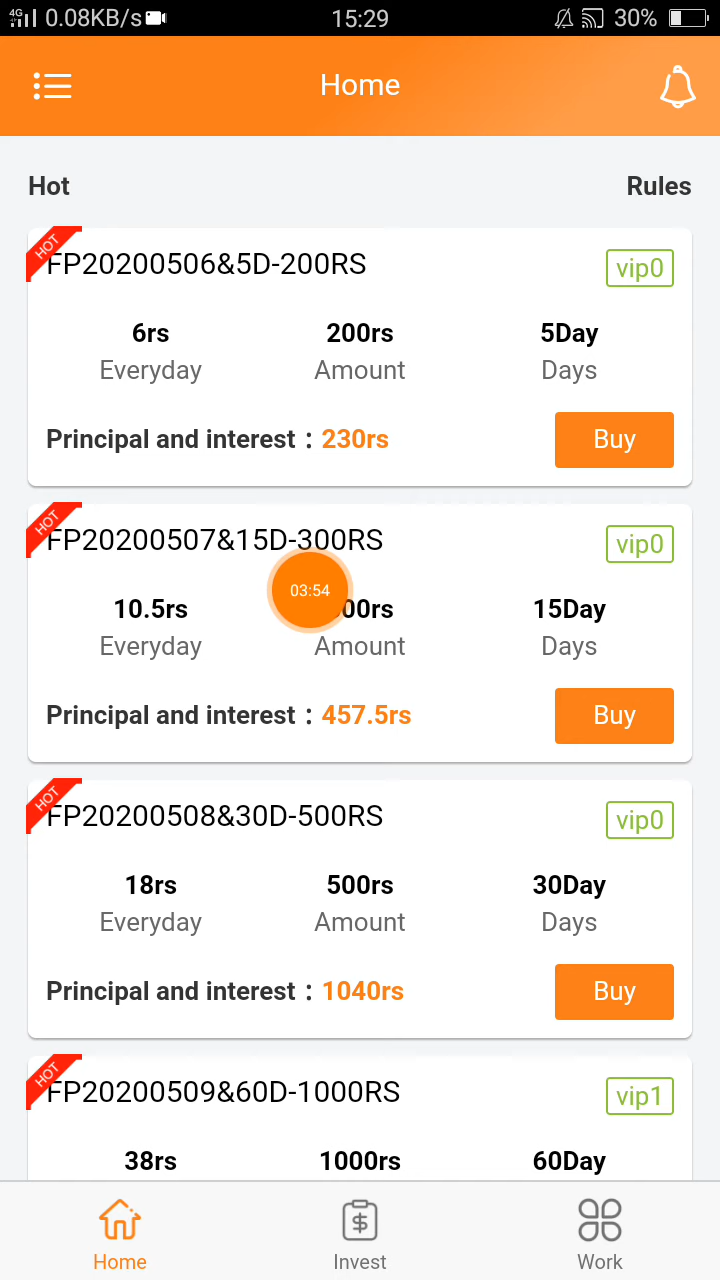 4G 0.08KB/s 15:29 30%
Home
Hot Rules
HOT
FP20200506&5D-200RS vip0
6rs 200rs 5Day
Everyday Amount Days
Principal and interest：230rs Buy
HOT
FP20200507&15D-300RS vip0
03:54
10.5rs 00rs 15Day
Everyday Amount Days
Principal and interest：457.5rs Buy
HOT
FP20200508&30D-500RS vip0
18rs 500rs 30Day
Everyday Amount Days
Principal and interest：1040rs Buy
HOT
FP20200509&60D-1000RS vip1
38rs 1000rs 60Day
Home Invest Work